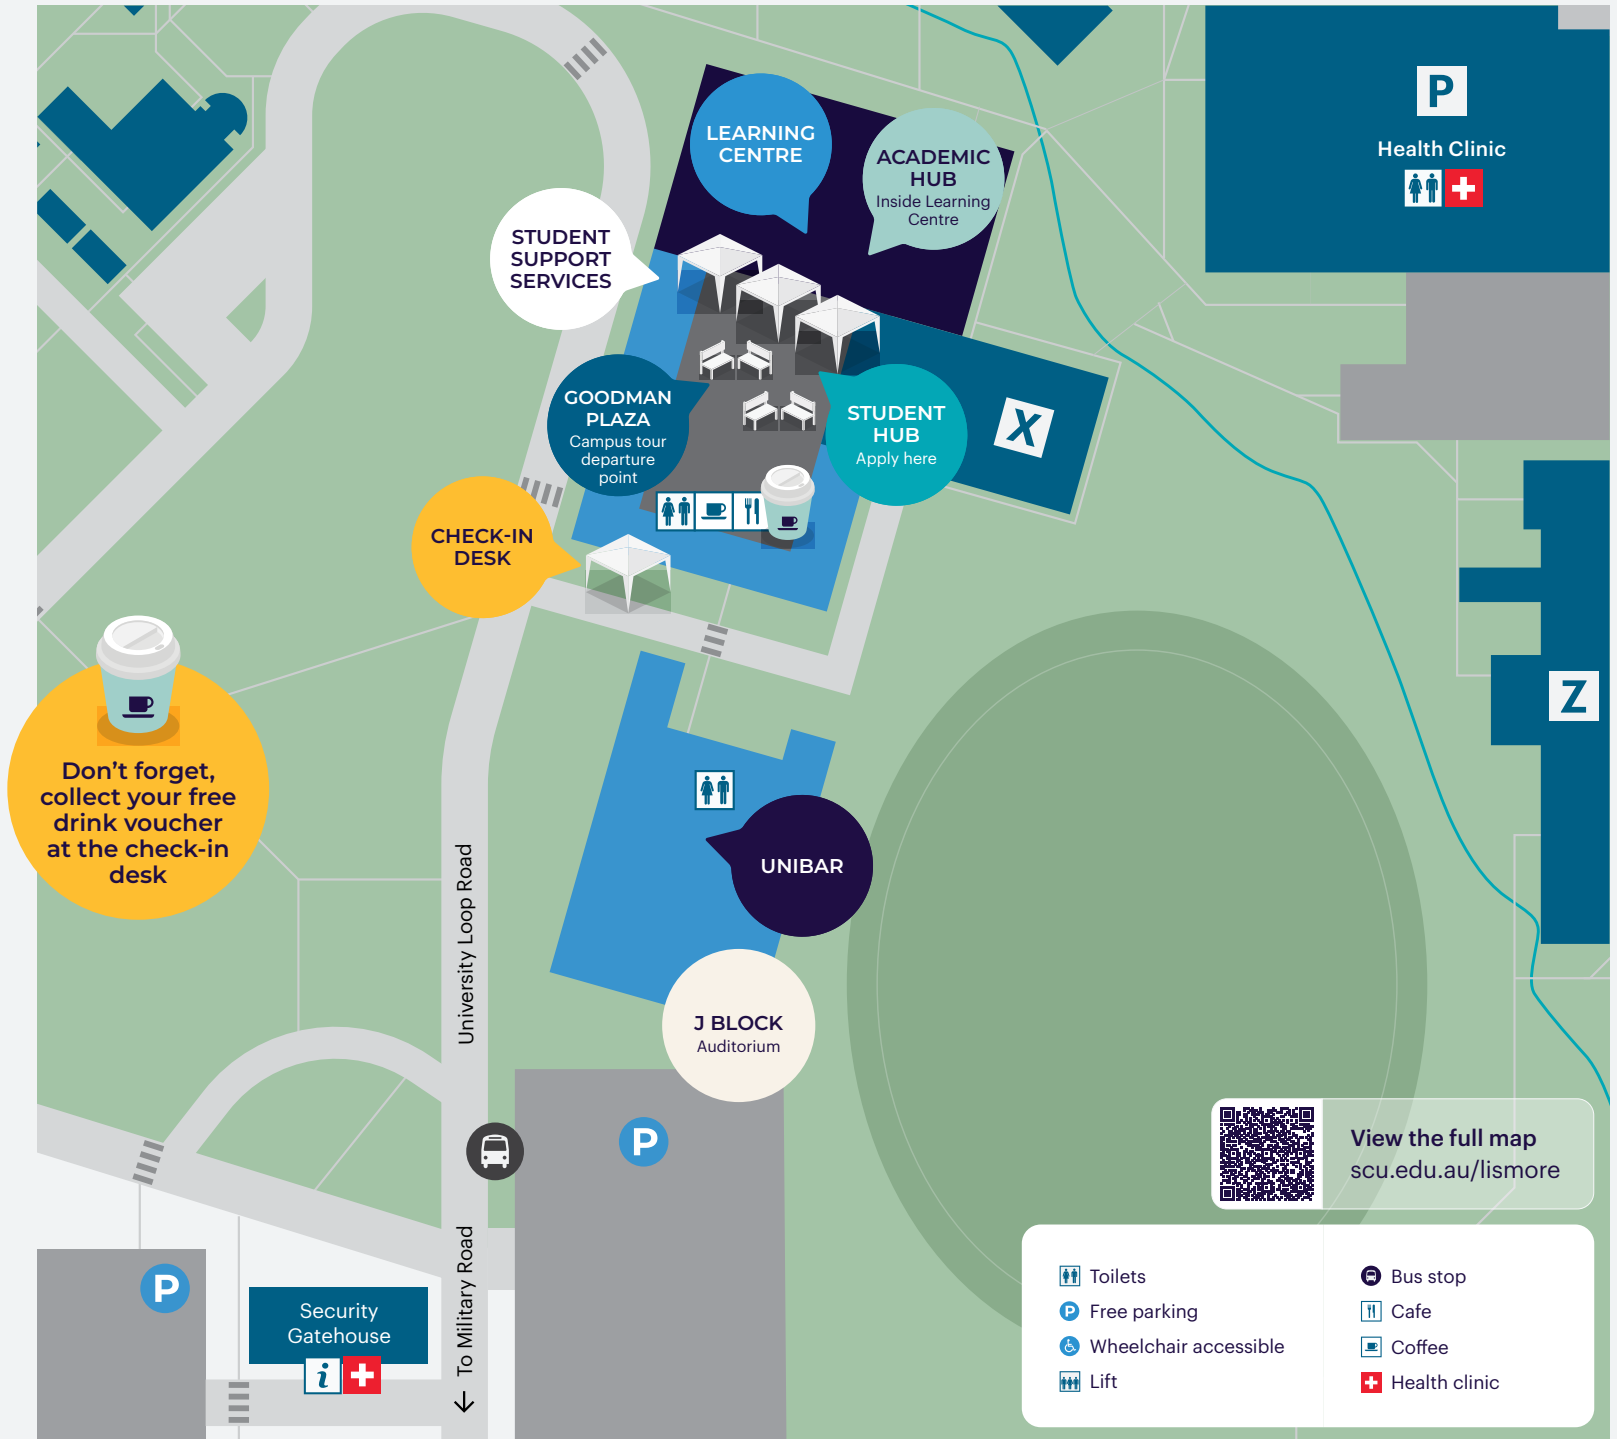 LEARNING
CENTRE
ACADEMIC
HUB
Inside Learning
Centre
P
Health Clinic
STUDENT
SUPPORT
SERVICES
GOODMAN
PLAZA
Campus tour
departure
point
STUDENT
HUB
Apply here
X
CHECK-IN
DESK
Z
Don't forget,
collect your free
drink voucher
at the check-in
desk
UNIBAR
University Loop Road
J BLOCK
Auditorium
P
View the full map
scu.edu.au/lismore
To Military Road
P
Security
Gatehouse
i
Toilets
P Free parking
Wheelchair accessible
Lift
Bus stop
Cafe
Coffee
Health clinic